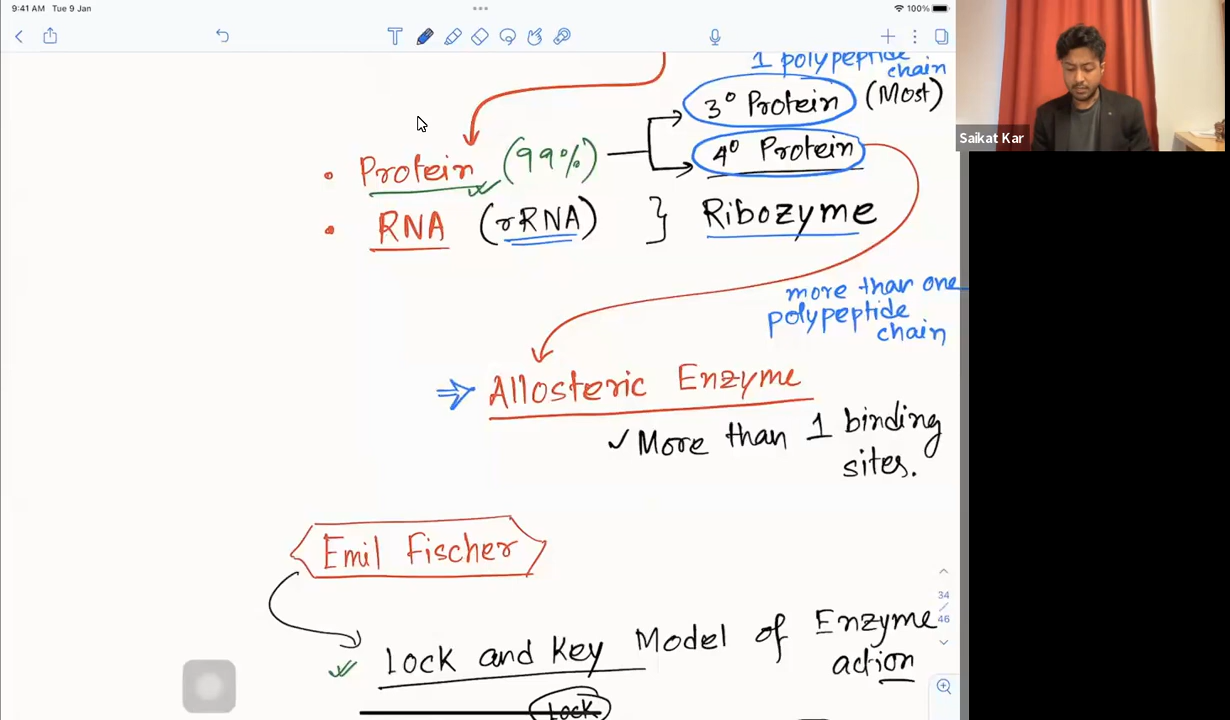 9:41 AM Tue 9 Jan
100%
1 polypeptide
chain
3° Protein (Most)
Protein (99%)
4° Protein
Saikat Kar
RNA (rRNA) } Ribozyme
more than one
polypeptide
chain
⇒ Allosteric Enzyme
✓ More than 1 binding
sites.
Emil Fischer
Lock and Key Model of Enzyme
action
Lock
34
/
46